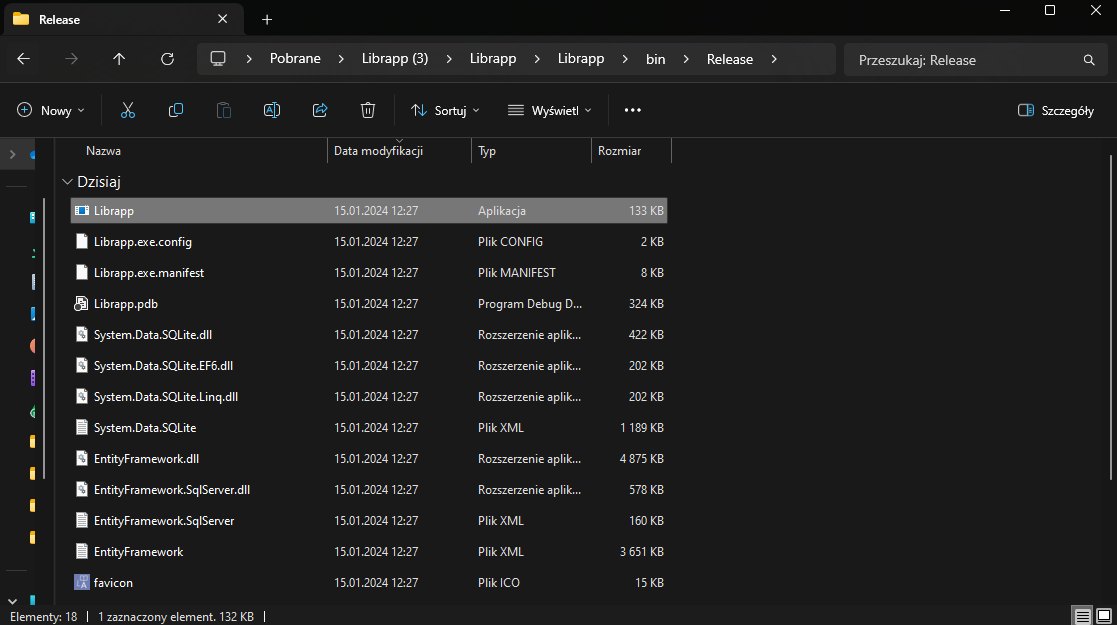 Release
Pobrane > Librapp (3) > Librapp > Librapp > bin > Release >
Przeszukaj: Release
Nowy
Sortuj
Wyświetl
Szczegóły
Nazwa Data modyfikacji Typ Rozmiar
Dzisiaj
Librapp 15.01.2024 12:27 Aplikacja 133 KB
Librapp.exe.config 15.01.2024 12:27 Plik CONFIG 2 KB
Librapp.exe.manifest 15.01.2024 12:27 Plik MANIFEST 8 KB
Librapp.pdb 15.01.2024 12:27 Program Debug D... 324 KB
System.Data.SQLite.dll 15.01.2024 12:27 Rozszerzenie aplik... 422 KB
System.Data.SQLite.EF6.dll 15.01.2024 12:27 Rozszerzenie aplik... 202 KB
System.Data.SQLite.Linq.dll 15.01.2024 12:27 Rozszerzenie aplik... 202 KB
System.Data.SQLite 15.01.2024 12:27 Plik XML 1 189 KB
EntityFramework.dll 15.01.2024 12:27 Rozszerzenie aplik... 4 875 KB
EntityFramework.SqlServer.dll 15.01.2024 12:27 Rozszerzenie aplik... 578 KB
EntityFramework.SqlServer 15.01.2024 12:27 Plik XML 160 KB
EntityFramework 15.01.2024 12:27 Plik XML 3 651 KB
favicon 15.01.2024 12:27 Plik ICO 15 KB
Elementy: 18 | 1 zaznaczony element. 132 KB |